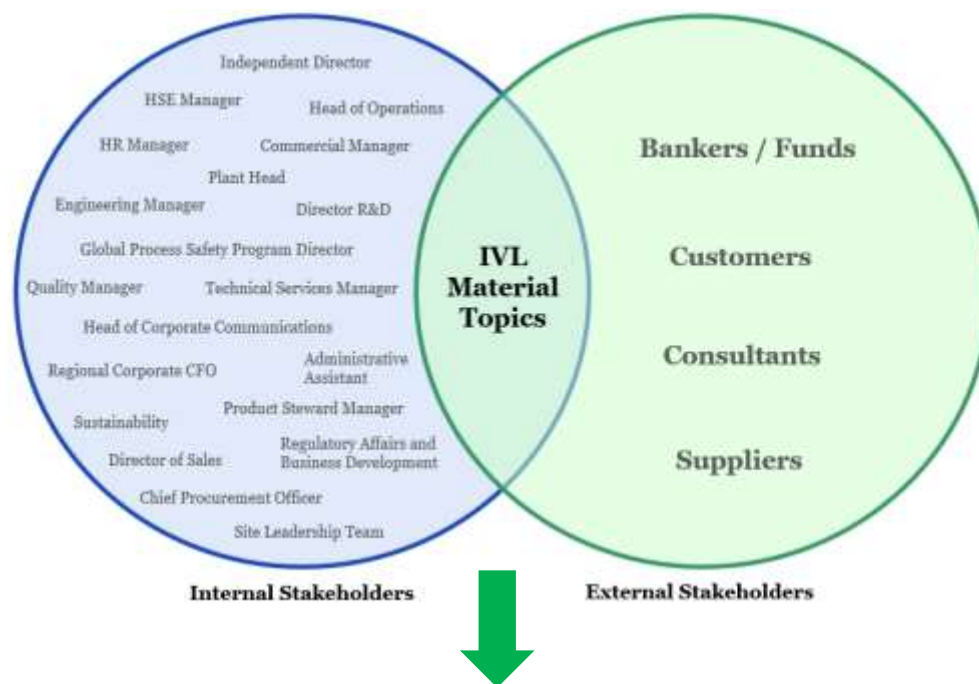 Independent Director
HSE Manager
Head of Operations
HR Manager
Commercial Manager
Plant Head
Engineering Manager
Director R&D
Global Process Safety Program Director
Quality Manager
Technical Services Manager
Head of Corporate Communications
Regional Corporate CFO
Administrative
Assistant
Product Steward Manager
Sustainability
Regulatory Affairs and
Business Development
Director of Sales
Chief Procurement Officer
Site Leadership Team
IVL
Material
Topics
Bankers / Funds
Customers
Consultants
Suppliers
Internal Stakeholders
External Stakeholders